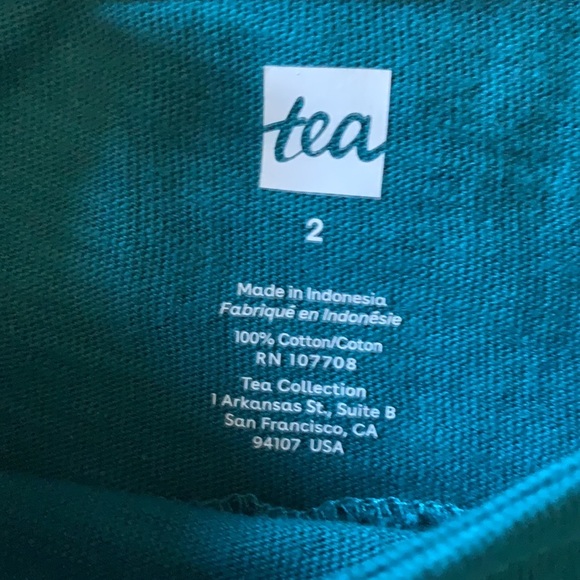 tea
2
Made in Indonesia
Fabriqué en Indonésie
100% Cotton/Coton
RN 107708
Tea Collection
1 Arkansas St., Suite B
San Francisco, CA
94107 USA